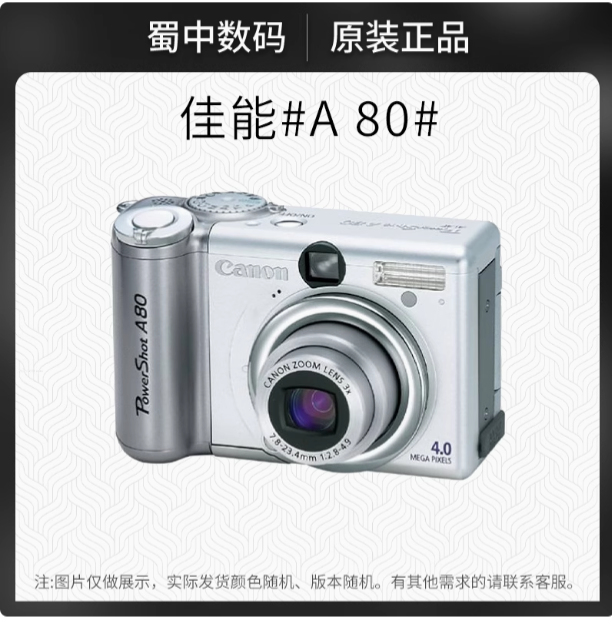 蜀中数码 原装正品
佳能#A 80#
Canon
PowerShot A80
CANON ZOOM LENS 3x
7.8-23.4mm 1:2.8-4.9
4.0
MEGA PIXELS
注:图片仅做展示，实际发货颜色随机、版本随机。有其他需求的请联系客服。